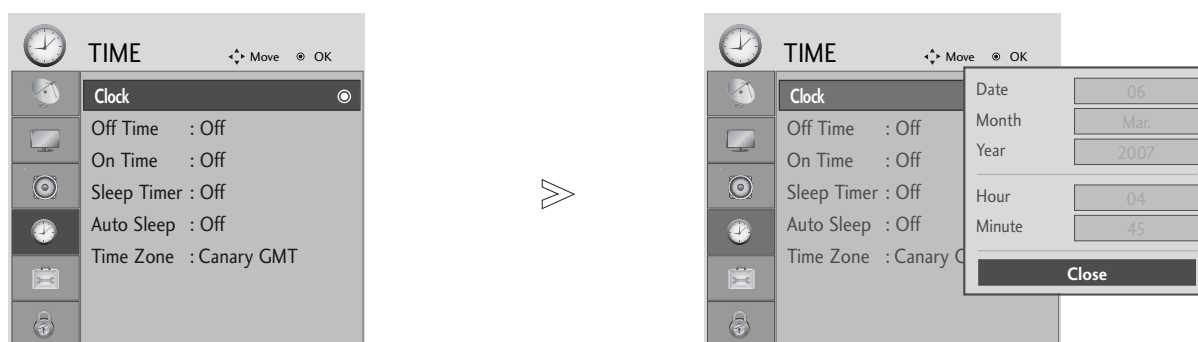 TIME Move OK
Clock
Off Time : Off
On Time : Off
Sleep Timer : Off
Auto Sleep : Off
Time Zone : Canary GMT
TIME Move OK
Clock
Off Time : Off
On Time : Off
Sleep Timer : Off
Auto Sleep : Off
Time Zone : Canary G
Date 06
Month Mar.
Year 2007
Hour 04
Minute 45
Close